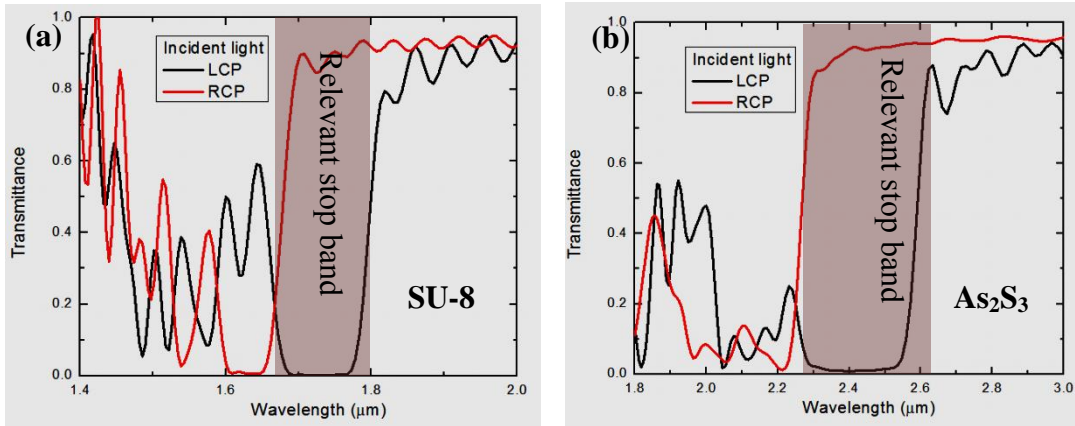 (a)
Incident light
LCP
RCP
Relevant stop band
SU-8
Transmittance
1.0
0.8
0.6
0.4
0.2
0.0
1.4 1.6 1.8 2.0
Wavelength (μm)
(b)
Incident light
LCP
RCP
Relevant stop band
As₂S₃
Transmittance
1.0
0.8
0.6
0.4
0.2
0.0
1.8 2.0 2.2 2.4 2.6 2.8 3.0
Wavelength (μm)